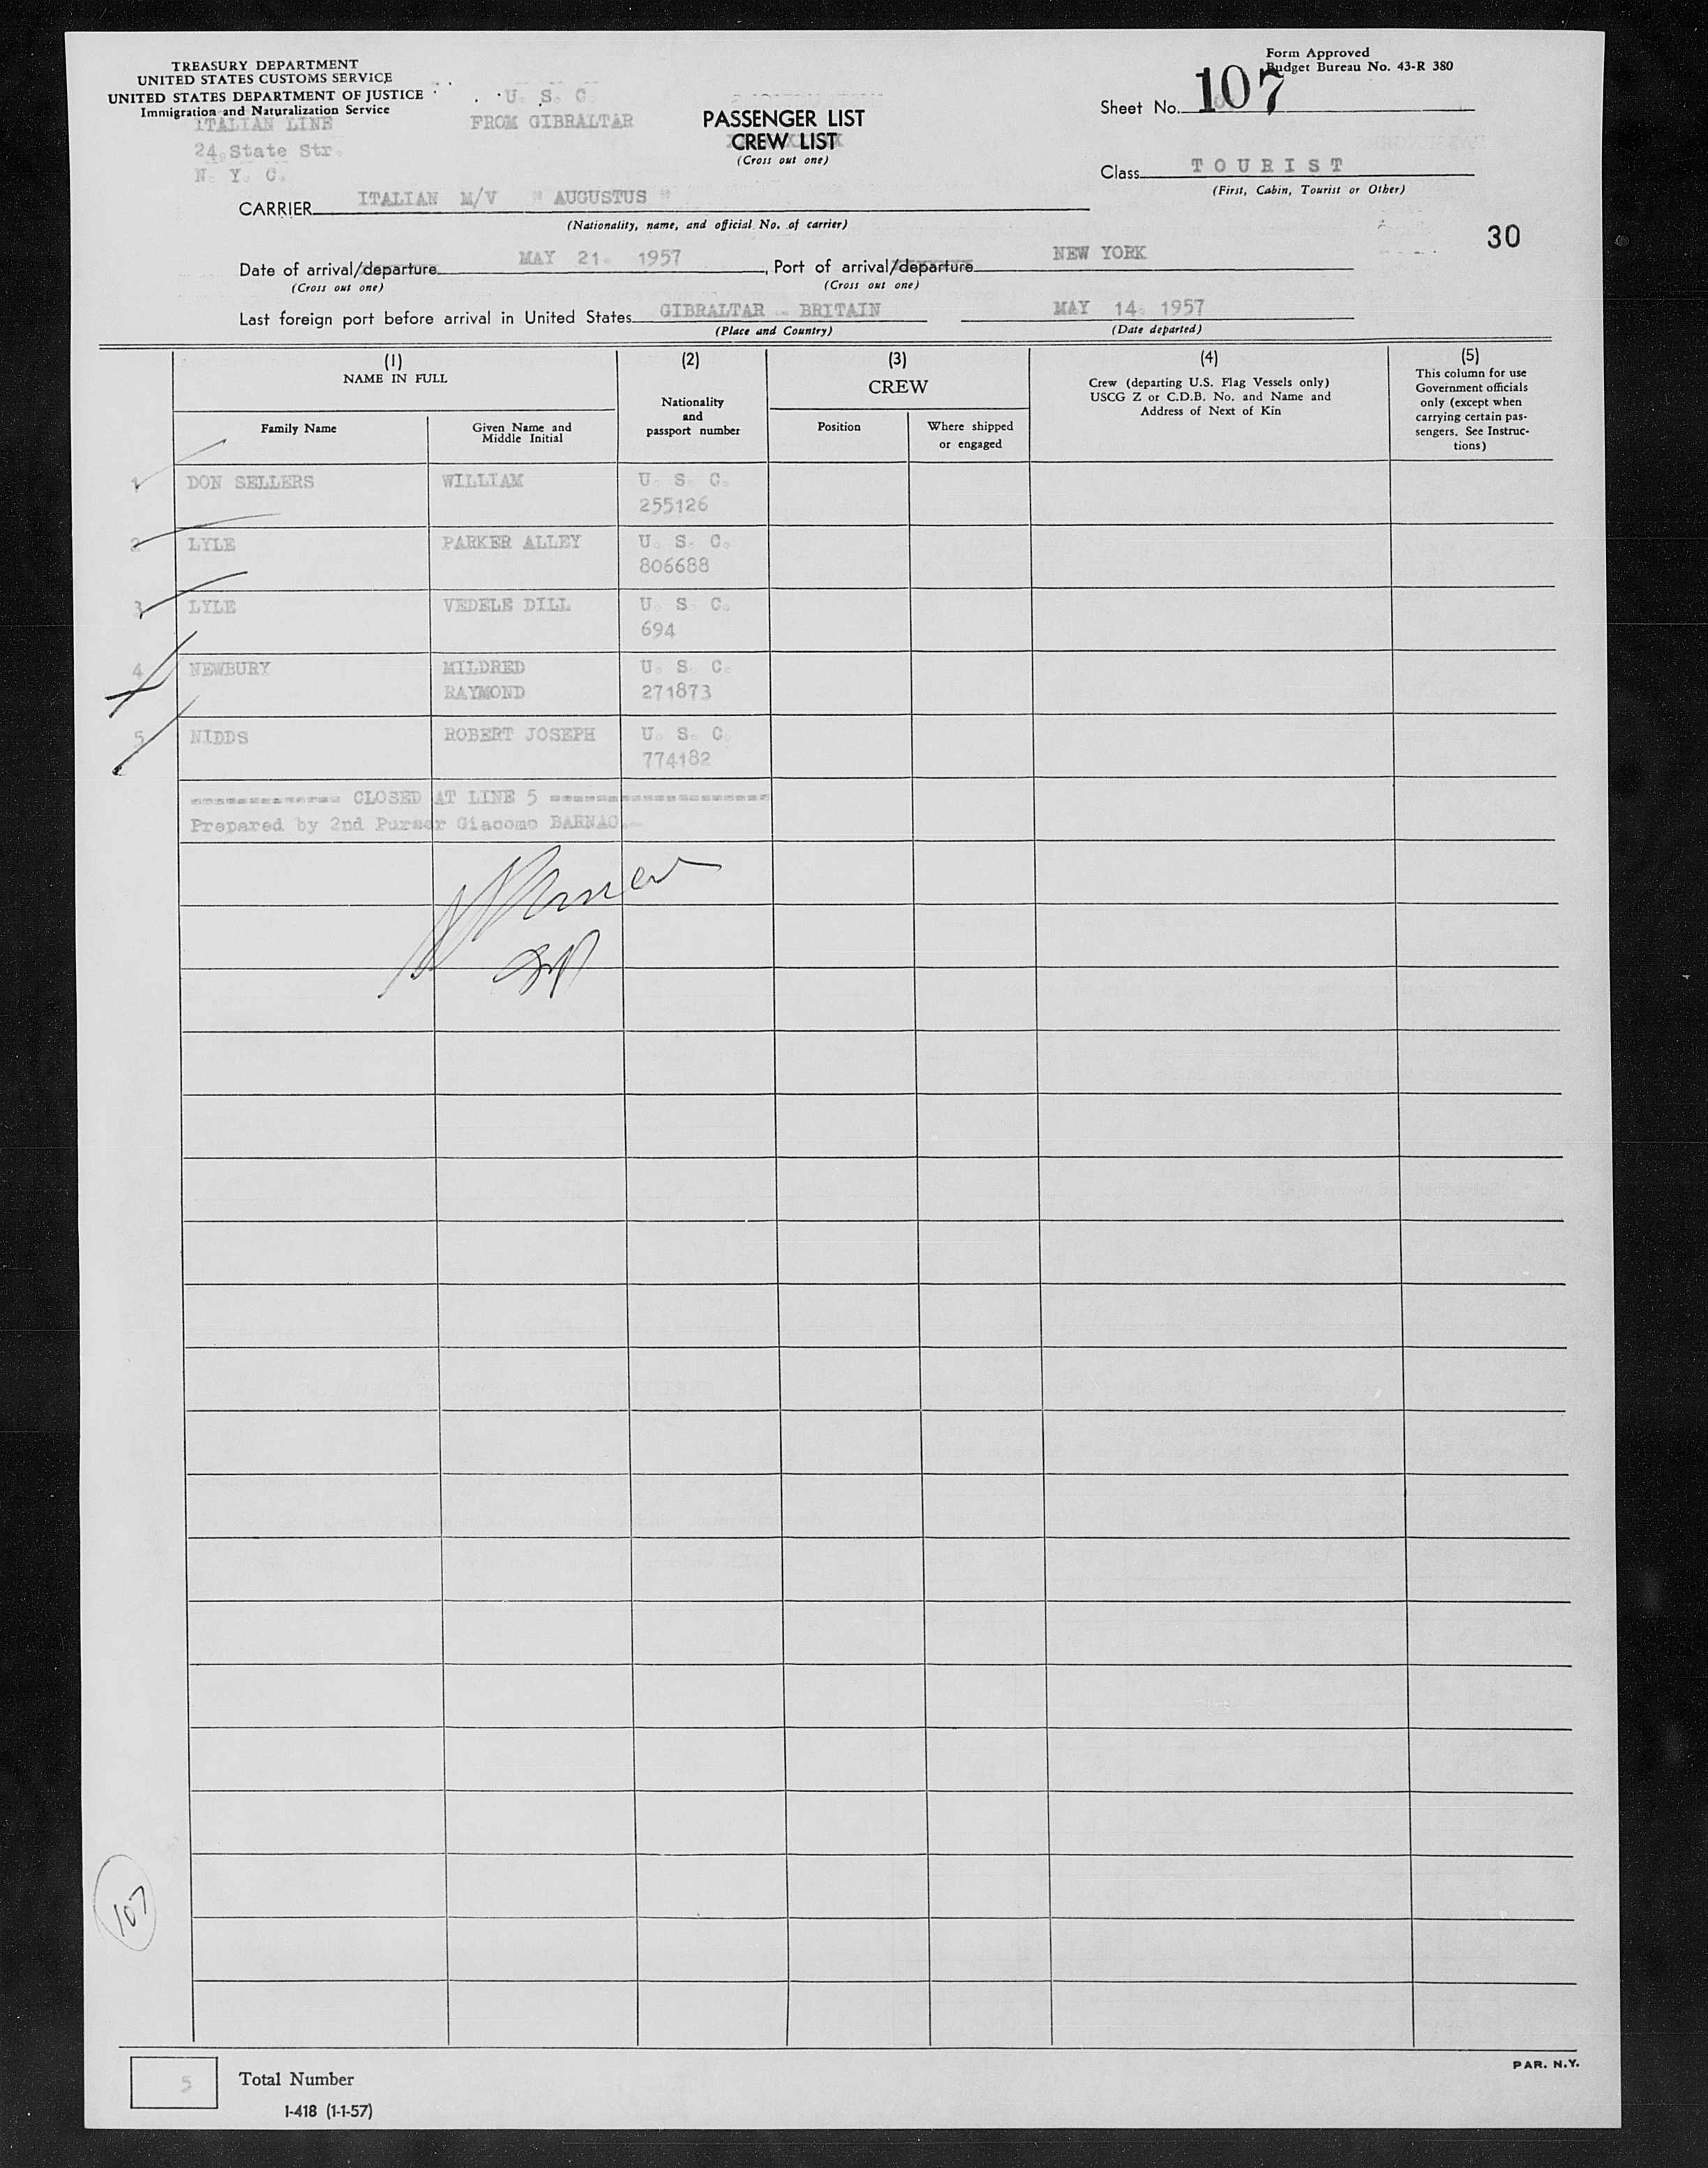 TREASURY DEPARTMENT
UNITED STATES CUSTOMS SERVICE
UNITED STATES DEPARTMENT OF JUSTICE
Immigration and Naturalization Service
ITALIAN LINE
24, State Str.
N. Y. C.
U. S. C.
FROM GIBRALTAR
PASSENGER LIST
CREW LIST
(Cross out one)
Form Approved
Budget Bureau No. 43-R 380
Sheet No. 107
Class TOURIST
(First, Cabin, Tourist or Other)
CARRIER ITALIAN M/V " AUGUSTUS "
(Nationality, name, and official No. of carrier)
30
Date of arrival/departure MAY 21. 1957, Port of arrival/departure NEW YORK
(Cross out one) (Cross out one)
Last foreign port before arrival in United States GIBRALTAR - BRITAIN MAY 14. 1957
(Place and Country) (Date departed)
(1)
NAME IN FULL
Family Name
Given Name and
Middle Initial
(2)
Nationality
and
passport number
(3)
CREW
Position
Where shipped
or engaged
(4)
Crew (departing U.S. Flag Vessels only)
USCG Z or C.D.B. No. and Name and
Address of Next of Kin
(5)
This column for use
Government officials
only (except when
carrying certain pas-
sengers. See Instruc-
tions)
1 DON SELLERS WILLIAM U. S. C.
255126
2 LYLE PARKER ALLEY U. S. C.
806688
3 LYLE VEDELE DILL U. S. C.
694
4 NEWBURY MILDRED U. S. C.
RAYMOND 271873
5 NIDDS ROBERT JOSEPH U. S. C.
774182
============= CLOSED AT LINE 5 ===================
Prepared by 2nd Purser Giacomo BARNAO.-
107
5 Total Number
I-418 (1-1-57)
PAR. N.Y.